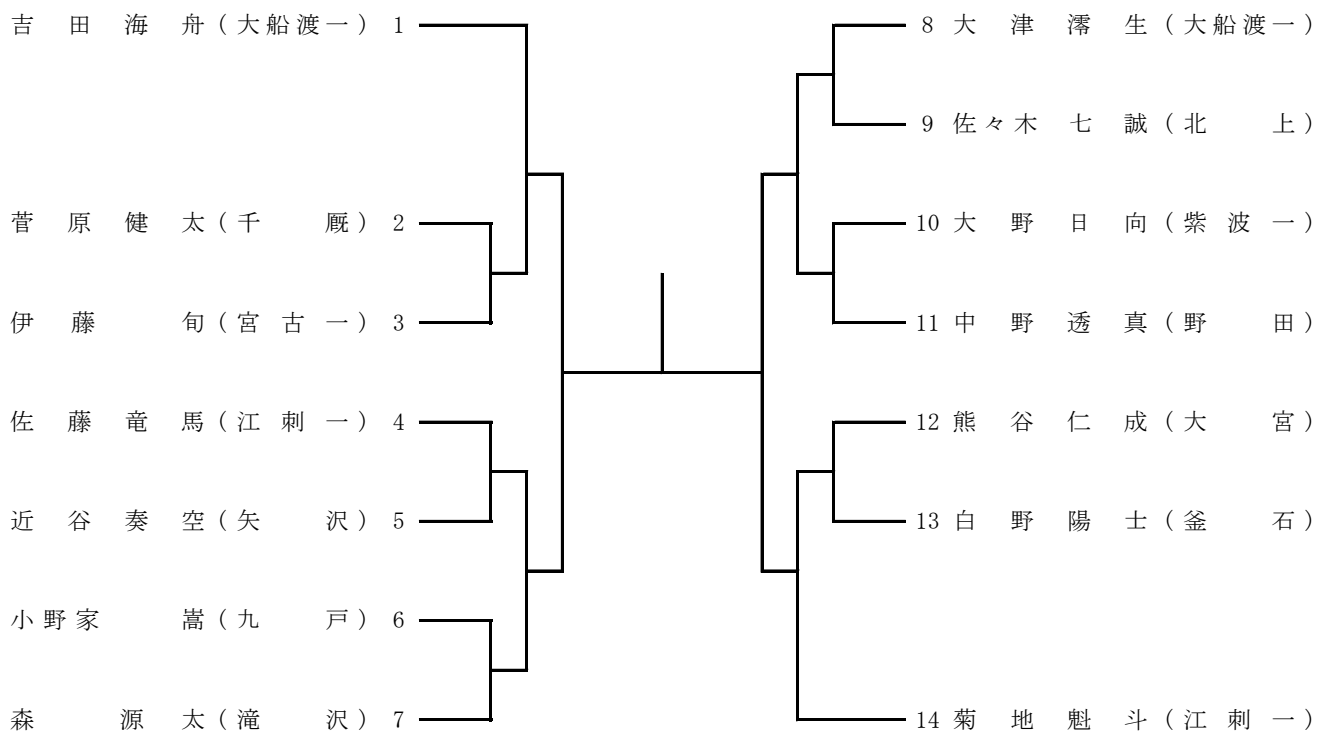 吉田海舟(大船渡一) 1
菅原健太(千厩) 2
伊藤旬(宮古一) 3
佐藤竜馬(江刺一) 4
近谷奏空(矢沢) 5
小野家嵩(九戸) 6
森源太(滝沢) 7
8 大津澪生(大船渡一)
9 佐々木七誠(北上)
10 大野日向(紫波一)
11 中野透真(野田)
12 熊谷仁成(大宮)
13 白野陽士(釜石)
14 菊地魁斗(江刺一)